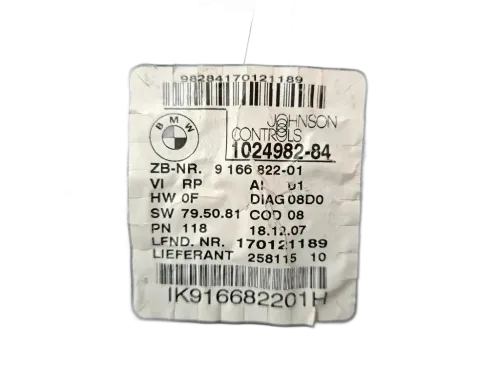 98284170121189
BMW
JOHNSON
CONTROLS
1024982-84
ZB-NR. 9 166 822-01
VI RP AI 01
HW 0F DIAG 08D0
SW 79.50.81 COD 08
PN 118 18.12.07
LFND. NR. 170121189
LIEFERANT 258115 10
IK916682201H